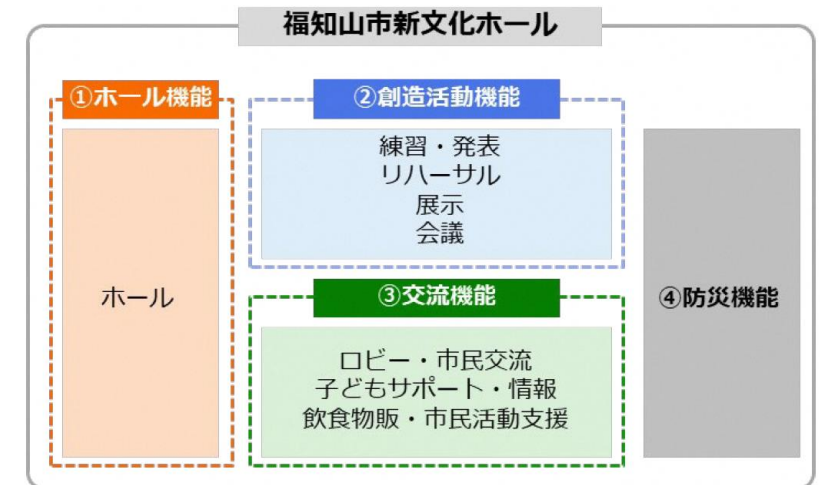 福知山市新文化ホール
①ホール機能
ホール
②創造活動機能
練習・発表
リハーサル
展示
会議
③交流機能
ロビー・市民交流
子どもサポート・情報
飲食物販・市民活動支援
④防災機能